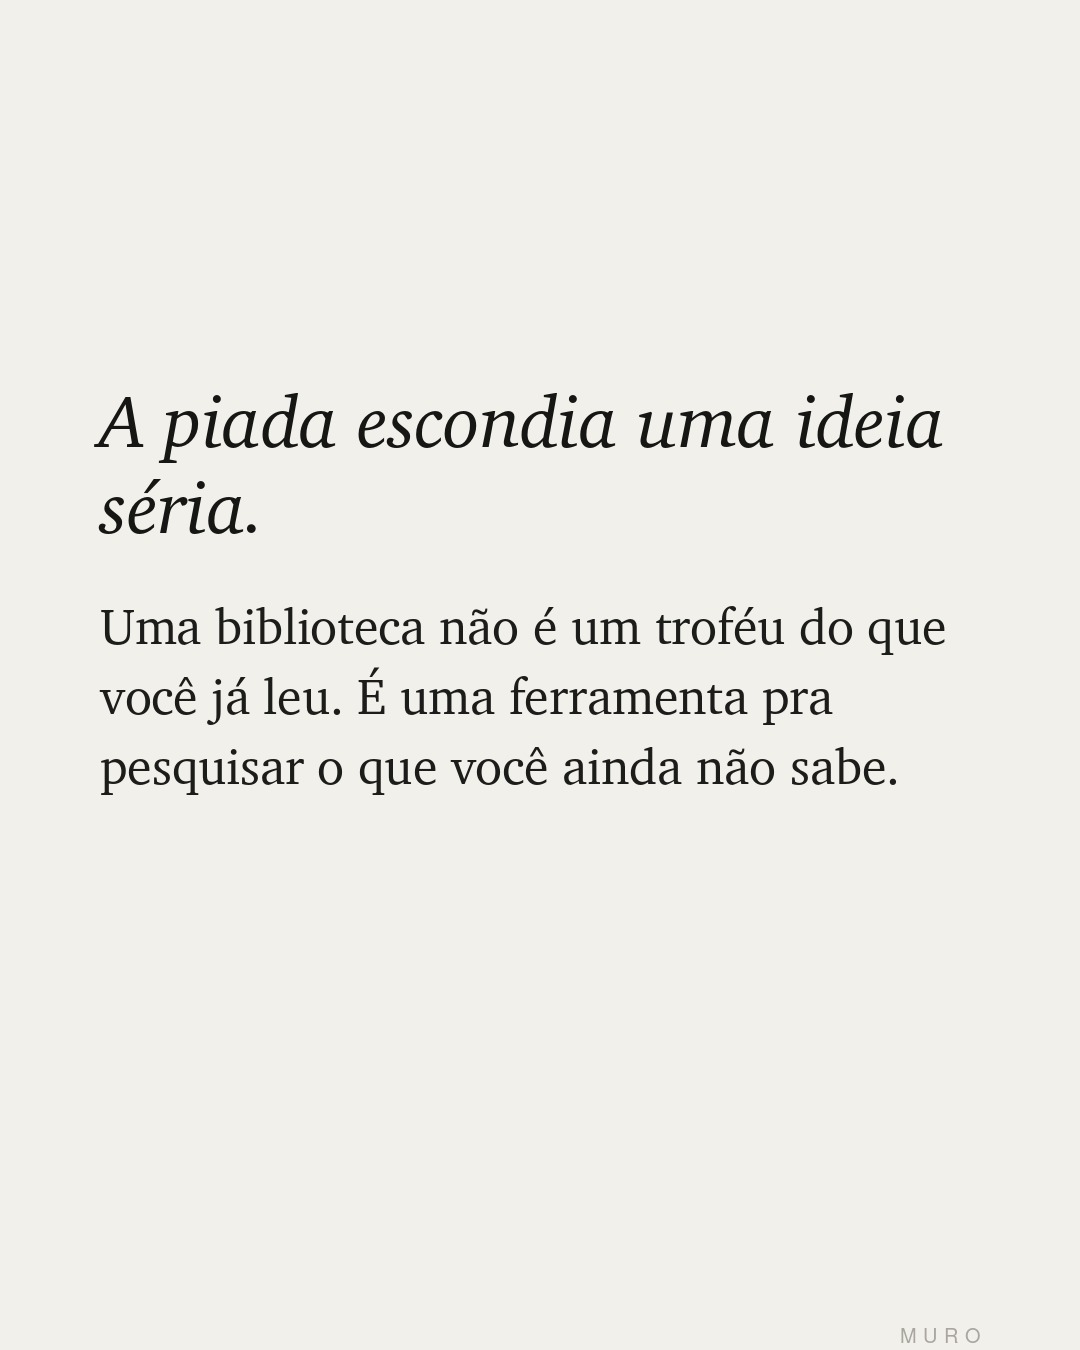 A piada escondia uma ideia
séria.
Uma biblioteca não é um troféu do que
você já leu. É uma ferramenta pra
pesquisar o que você ainda não sabe.
MURO